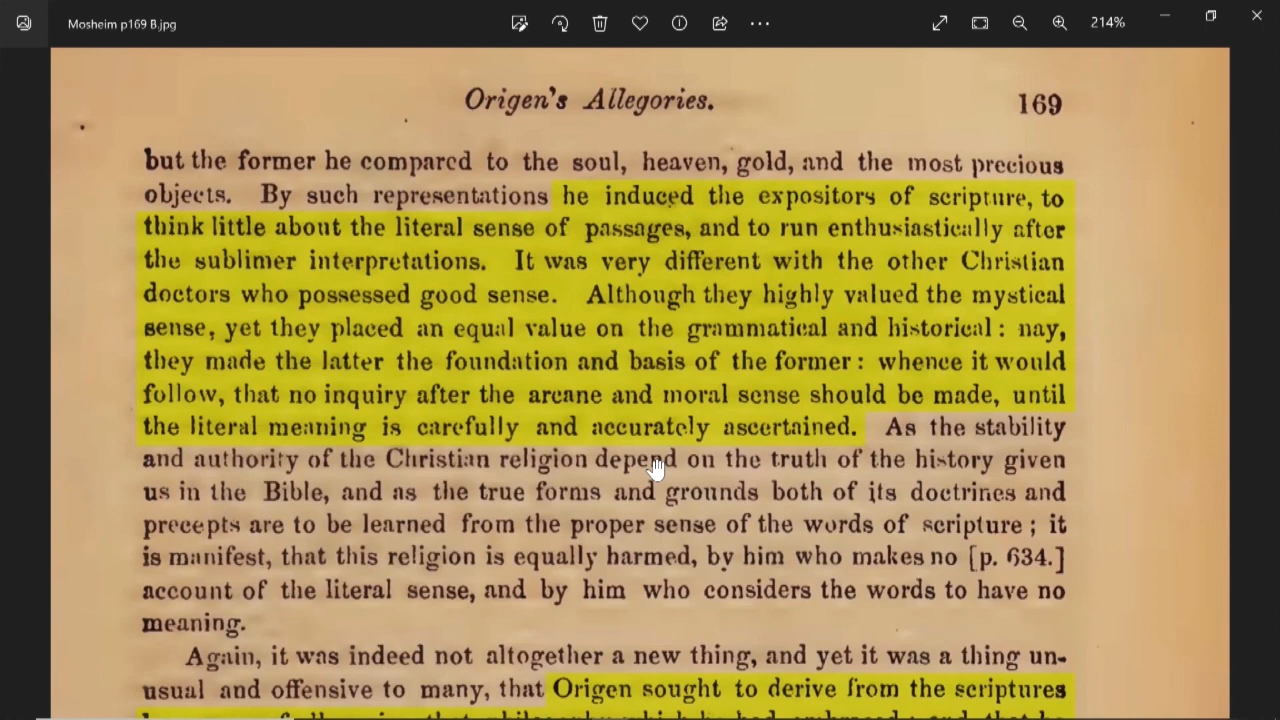 Mosheim p169 B.jpg
214%
Origen's Allegories.
169
but the former he compared to the soul, heaven, gold, and the most precious
objects. By such representations he induced the expositors of scripture, to
think little about the literal sense of passages, and to run enthusiastically after
the sublimer interpretations. It was very different with the other Christian
doctors who possessed good sense. Although they highly valued the mystical
sense, yet they placed an equal value on the grammatical and historical: nay,
they made the latter the foundation and basis of the former: whence it would
follow, that no inquiry after the arcane and moral sense should be made, until
the literal meaning is carefully and accurately ascertained. As the stability
and authority of the Christian religion depend on the truth of the history given
us in the Bible, and as the true forms and grounds both of its doctrines and
precepts are to be learned from the proper sense of the words of scripture; it
is manifest, that this religion is equally harmed, by him who makes no [p. 634.]
account of the literal sense, and by him who considers the words to have no
meaning.
Again, it was indeed not altogether a new thing, and yet it was a thing un-
usual and offensive to many, that Origen sought to derive from the scriptures